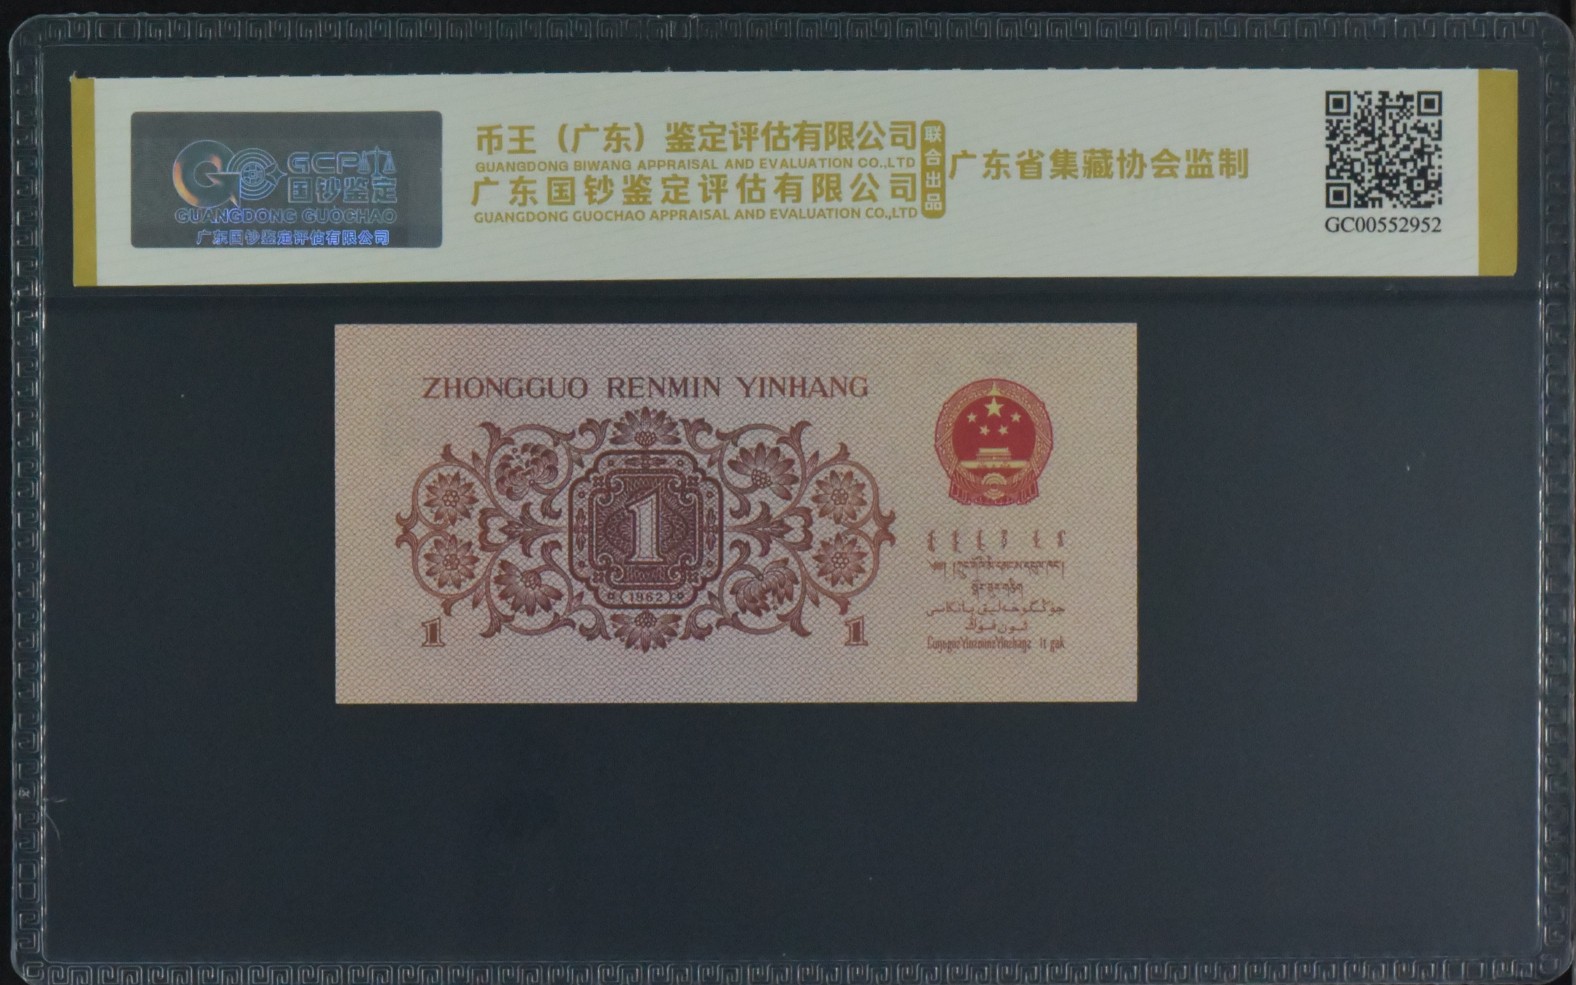 GCP
国钞鉴定
GUANGDONG GUOCHAO
广东国钞鉴定评估有限公司
币王（广东）鉴定评估有限公司
GUANGDONG BIWANG APPRAISAL AND EVALUATION CO.,LTD
广东国钞鉴定评估有限公司
GUANGDONG GUOCHAO APPRAISAL AND EVALUATION CO.,LTD
联合出品
广东省集藏协会监制
GC00552952
ZHONGGUO RENMIN YINHANG
1
(1962)
1 1